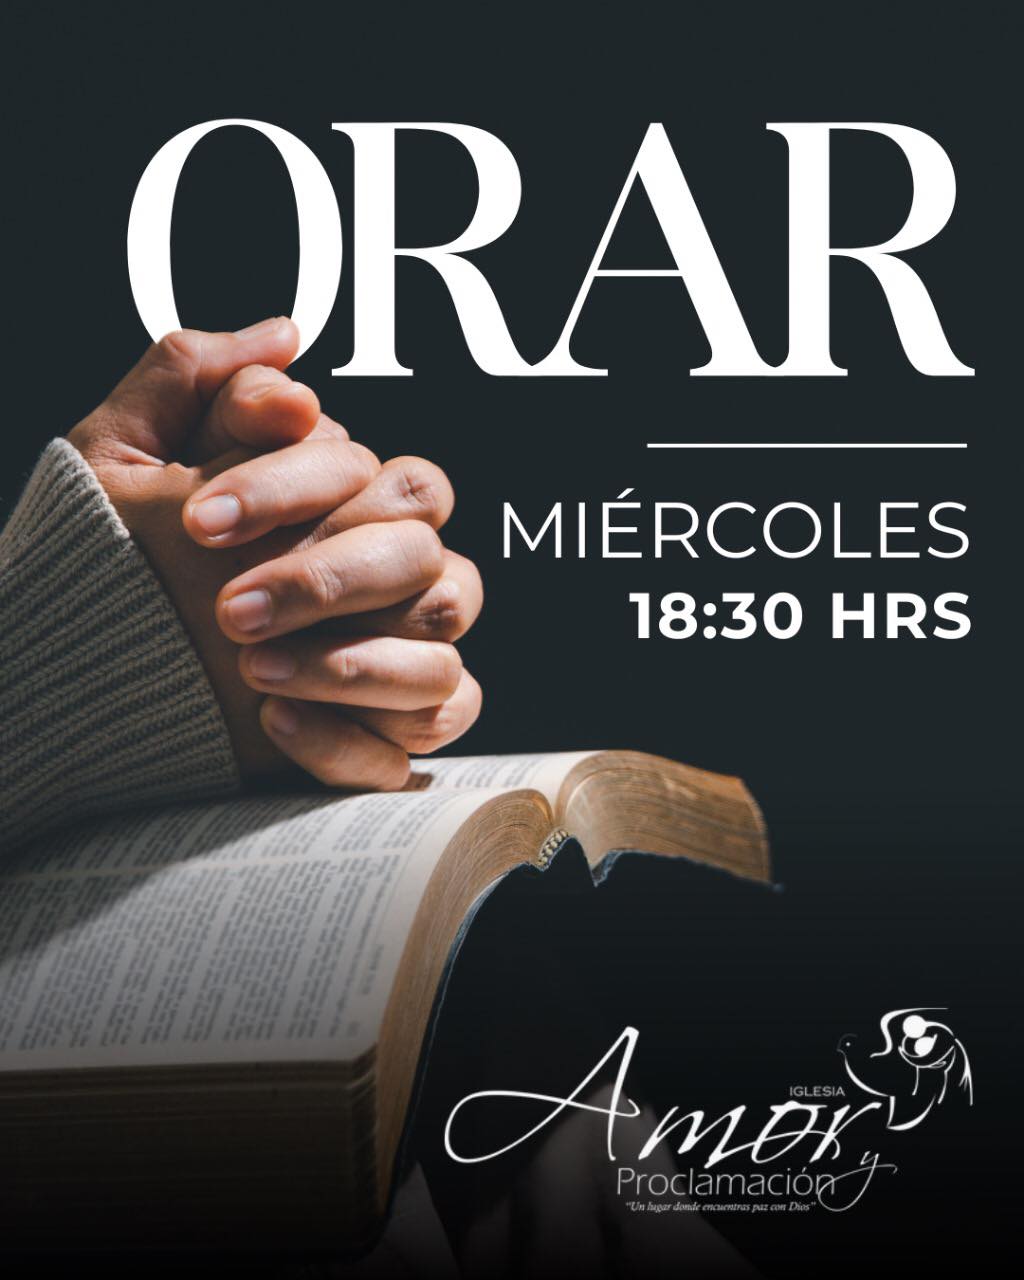 ORAR
MIÉRCOLES
18:30 HRS
IGLESIA
Amor y
Proclamación
"Un lugar donde encuentras paz con Dios"